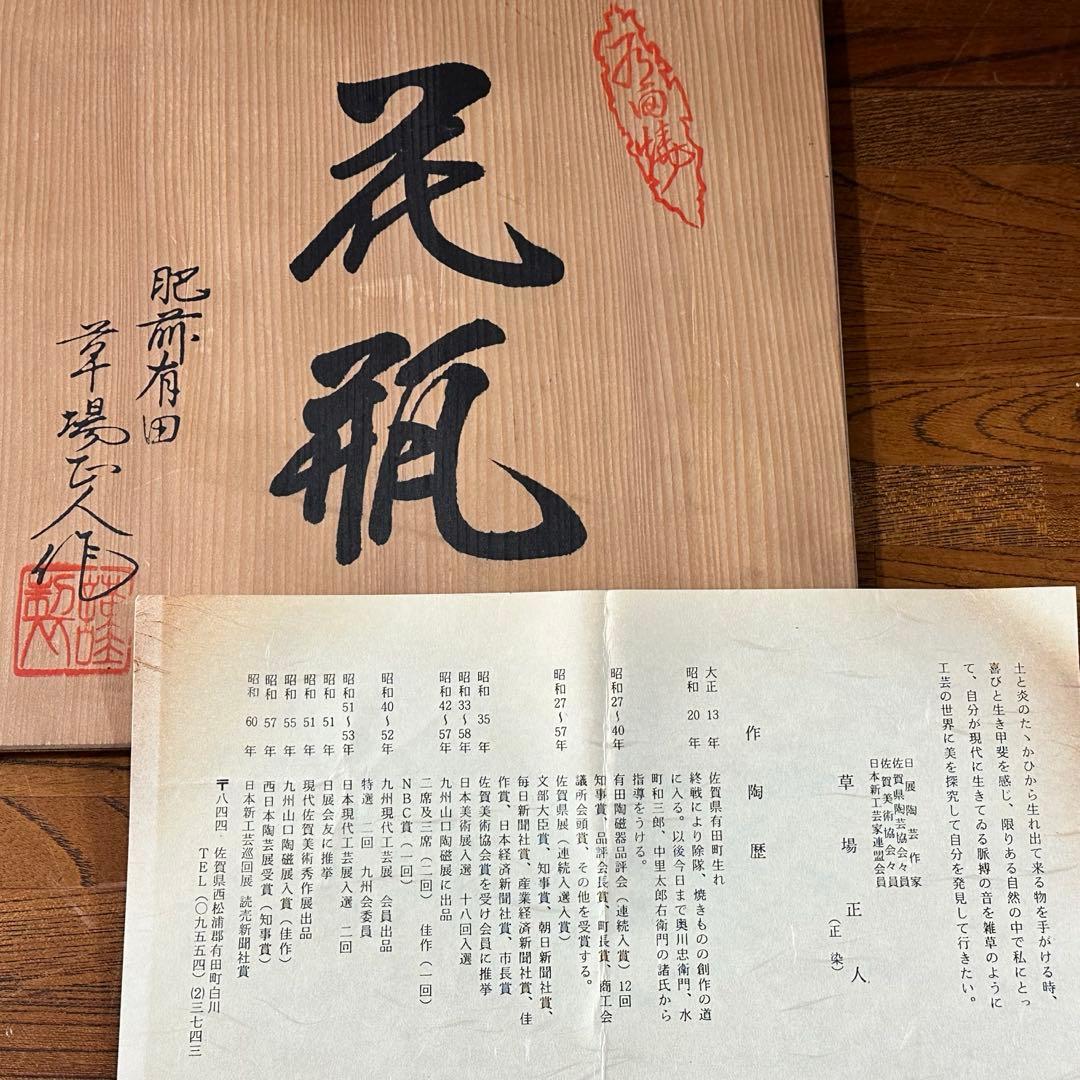 有田焼
花瓶
肥前有田
草場正人作
土と炎のたゝかひから生れ出て来る物を手がける時、
喜びと生き甲斐を感じ、限りある自然の中で私にとっ
て、自分が現代に生きてゐる脈搏の音を雑草のように
工芸の世界に美を探究して自分を発見して行きたい。
日展陶芸作家
佐賀県陶芸協会々員
佐賀美術協会々員
日本新工芸家連盟会員
草場正人
(正染)
作陶歴
大正 13 年 佐賀県有田町生れ
昭和 20 年 終戦により除隊、焼きものの創作の道
に入る。以後今日まで奥川忠衛門、水
町和三郎、中里太郎右衛門の諸氏から
指導をうける。
昭和27〜40年 有田陶磁器品評会(連続入賞)12回
知事賞、品評会長賞、町長賞、商工会
議所会頭賞、その他を受賞する。
昭和27〜57年 佐賀県展(連続入選入賞)
文部大臣賞、知事賞、朝日新聞社賞、
毎日新聞社賞、産業経済新聞社賞、佳
作賞、日本経済新聞社賞、市長賞
昭和 35 年 佐賀美術協会賞を受け会員に推挙
昭和33〜58年 日本美術展入選 十八回入選
昭和42〜57年 九州山口陶磁展に出品
二席及三席(二回) 佳作(一回)
NBC賞(一回)
昭和40〜52年 九州現代工芸展 会員出品
特選 二回 九州会委員
昭和51〜53年 日本現代工芸展入選 二回
昭和 51 年 日展会友に推挙
昭和 51 年 現代佐賀美術秀作展出品
昭和 55 年 九州山口陶磁展入賞(佳作)
昭和 57 年 西日本陶芸展受賞(知事賞)
昭和 60 年 日本新工芸巡回展 読売新聞社賞
〒八四四 佐賀県西松浦郡有田町白川
TEL(〇九五五四)(2)三七四三